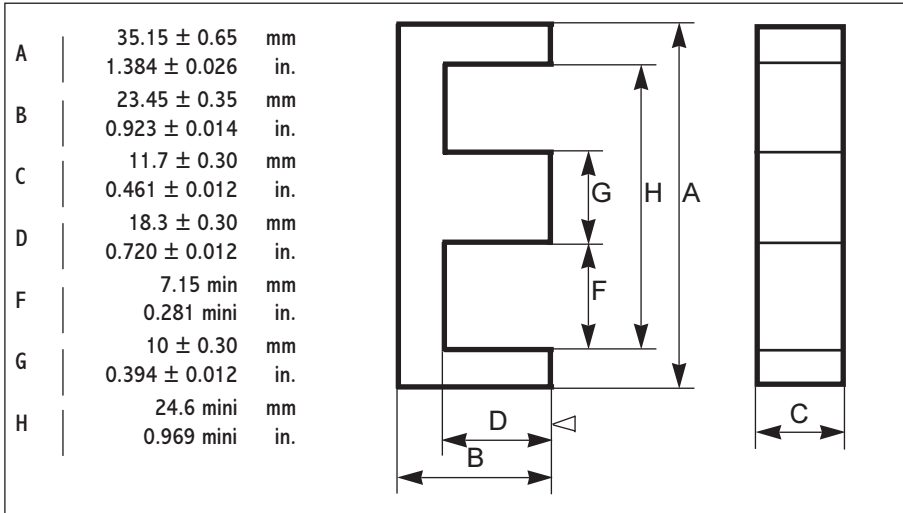 A 35.15 ± 0.65 mm
1.384 ± 0.026 in.
B 23.45 ± 0.35 mm
0.923 ± 0.014 in.
C 11.7 ± 0.30 mm
0.461 ± 0.012 in.
D 18.3 ± 0.30 mm
0.720 ± 0.012 in.
F 7.15 min mm
0.281 mini in.
G 10 ± 0.30 mm
0.394 ± 0.012 in.
H 24.6 mini mm
0.969 mini in.
G H A
F
D
B
C